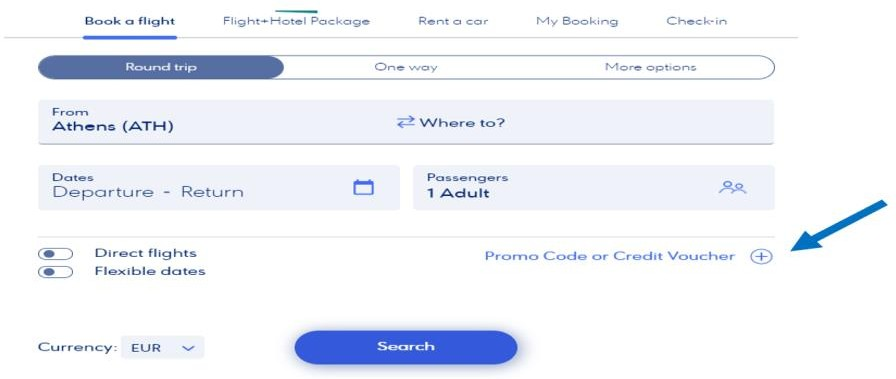 Book a flight Flight+Hotel Package Rent a car My Booking Check-in
Round trip One way More options
From
Athens (ATH) Where to?
Dates Passengers
Departure - Return 1 Adult
Direct flights Promo Code or Credit Voucher
Flexible dates
Currency: EUR Search